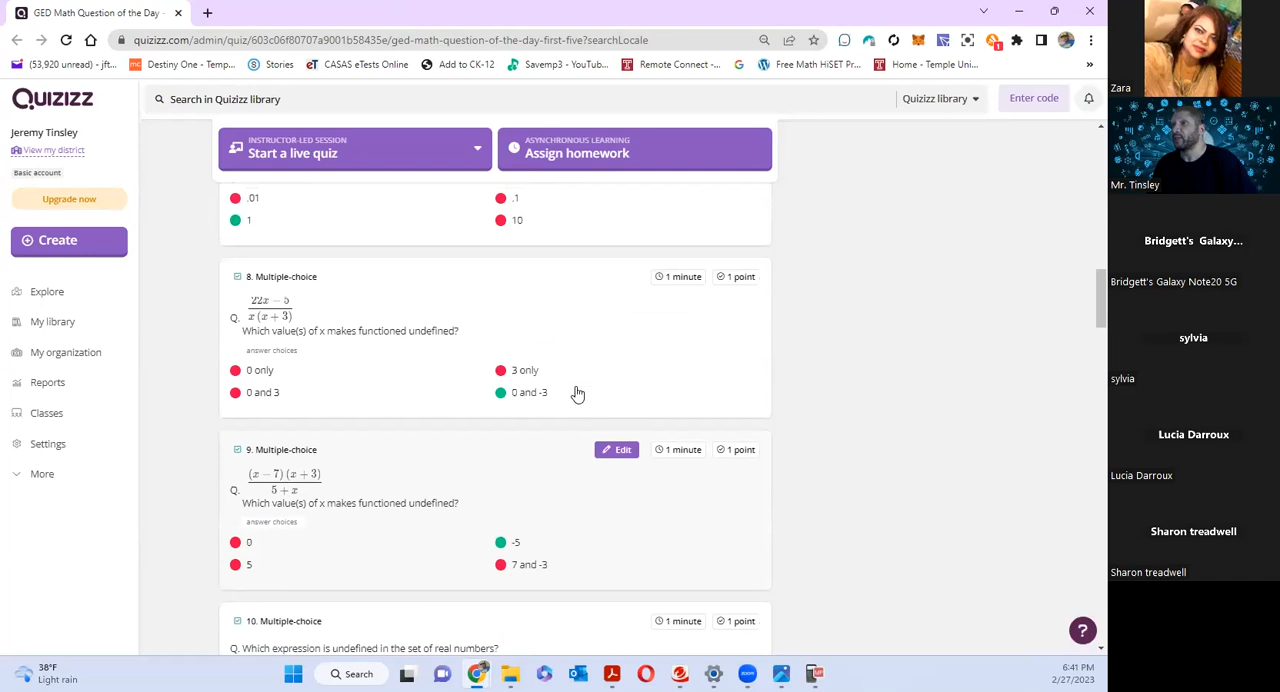 GED Math Question of the Day -
quizizz.com/admin/quiz/603c06f80707a9001b58435e/ged-math-question-of-the-day-first-five?searchLocale
(53,920 unread) - jft...
Destiny One - Temp...
Stories
eT CASAS eTests Online
Add to CK-12
Savemp3 - YouTub...
Remote Connect -...
Free Math HiSET Pr...
Home - Temple Uni...
»
QUIZIZZ
Search in Quizizz library
Quizizz library
Enter code
Jeremy Tinsley
View my district
Basic account
Upgrade now
Create
Explore
My library
My organization
Reports
Classes
Settings
More
INSTRUCTOR-LED SESSION
Start a live quiz
ASYNCHRONOUS LEARNING
Assign homework
.01
.1
1
10
8. Multiple-choice
1 minute
1 point
22x − 5
x (x + 3)
Q.
Which value(s) of x makes functioned undefined?
answer choices
0 only
3 only
0 and 3
0 and -3
9. Multiple-choice
Edit
1 minute
1 point
(x − 7) (x + 3)
5 + x
Q.
Which value(s) of x makes functioned undefined?
answer choices
0
-5
5
7 and -3
10. Multiple-choice
1 minute
1 point
Q. Which expression is undefined in the set of real numbers?
?
Zara
Mr. Tinsley
Bridgett's Galaxy...
Bridgett's Galaxy Note20 5G
sylvia
sylvia
Lucia Darroux
Lucia Darroux
Sharon treadwell
Sharon treadwell
38°F
Light rain
Search
zoom
6:41 PM
2/27/2023